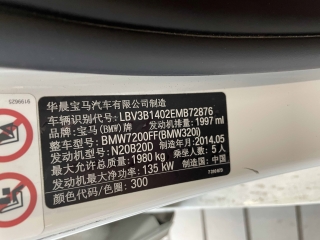 华晨宝马汽车有限公司制造
车辆识别代号: LBV3B1402EMB72876
品牌: 宝马(BMW)牌 发动机排量: 1997 ml
整车型号: BMW7200FF(BMW320i)
发动机型号: N20B20D 制造年月: 2014.05
最大允许总质量: 1980 kg 乘坐人数: 5人
发动机最大净功率: 135 kW 制造国: 中国
颜色代码/色圈: 300